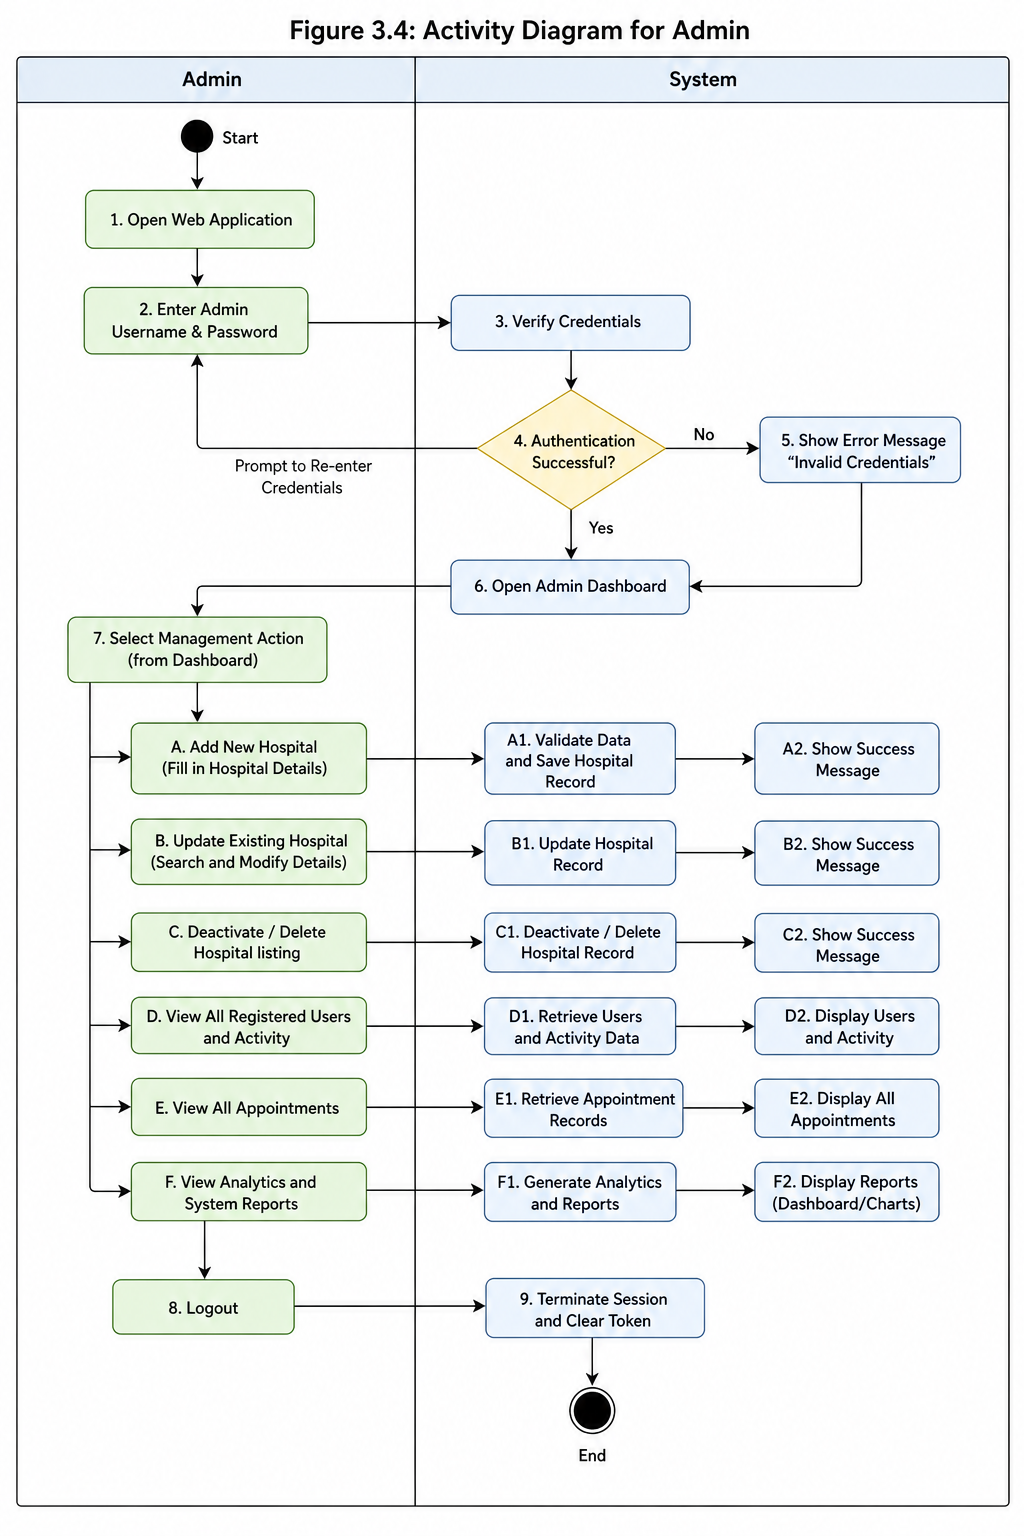 Figure 3.4: Activity Diagram for Admin
Admin
System
Start
1. Open Web Application
2. Enter Admin
Username & Password
3. Verify Credentials
4. Authentication
Successful?
No
5. Show Error Message
“Invalid Credentials”
Prompt to Re-enter
Credentials
Yes
6. Open Admin Dashboard
7. Select Management Action
(from Dashboard)
A. Add New Hospital
(Fill in Hospital Details)
A1. Validate Data
and Save Hospital
Record
A2. Show Success
Message
B. Update Existing Hospital
(Search and Modify Details)
B1. Update Hospital
Record
B2. Show Success
Message
C. Deactivate / Delete
Hospital listing
C1. Deactivate / Delete
Hospital Record
C2. Show Success
Message
D. View All Registered Users
and Activity
D1. Retrieve Users
and Activity Data
D2. Display Users
and Activity
E. View All Appointments
E1. Retrieve Appointment
Records
E2. Display All
Appointments
F. View Analytics and
System Reports
F1. Generate Analytics
and Reports
F2. Display Reports
(Dashboard/Charts)
8. Logout
9. Terminate Session
and Clear Token
End